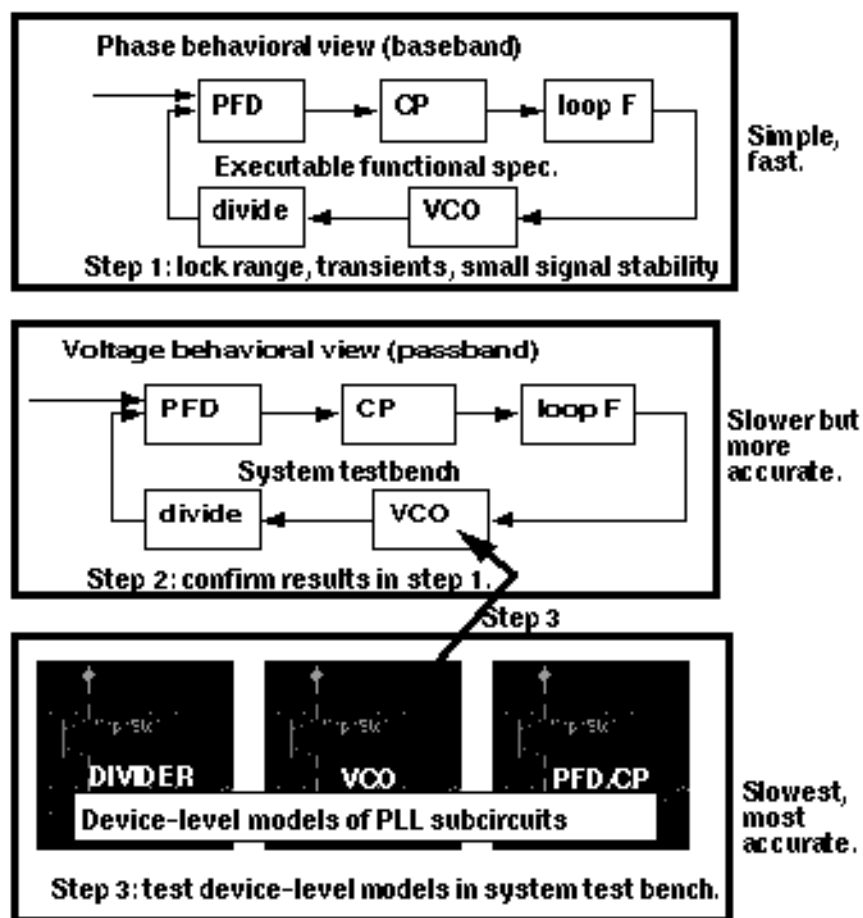 Phase behavioral view (baseband)
PFD
CP
loop F
Executable functional spec.
divide
VCO
Step 1: lock range, transients, small signal stability
Simple,
fast.
Voltage behavioral view (passband)
PFD
CP
loop F
System testbench
divide
VCO
Step 2: confirm results in step 1.
Slower but
more
accurate.
Step 3
DIVIDER
VCO
PFD/CP
Device-level models of PLL subcircuits
Step 3: test device-level models in system test bench.
Slowest,
most
accurate.